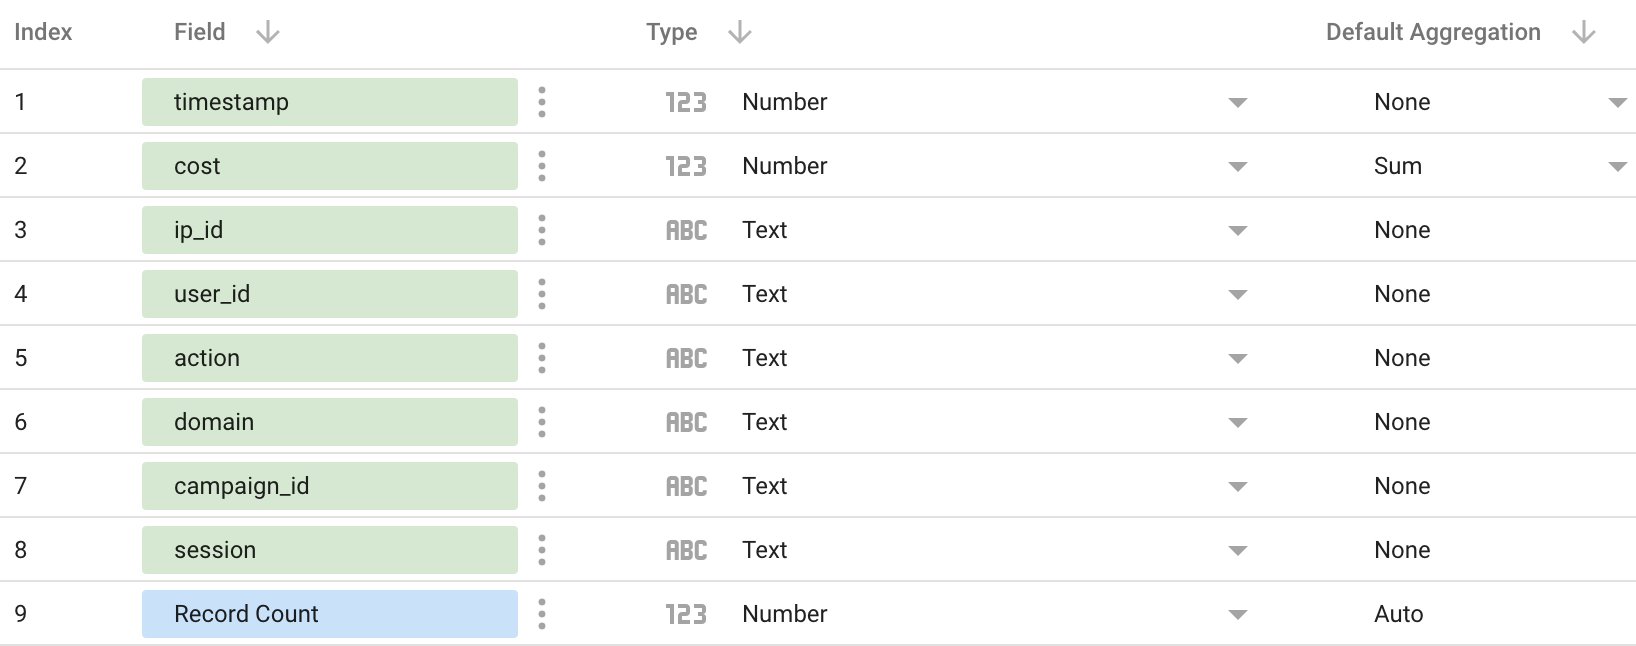 Index Field Type Default Aggregation
1 timestamp 123 Number None
2 cost 123 Number Sum
3 ip_id ABC Text None
4 user_id ABC Text None
5 action ABC Text None
6 domain ABC Text None
7 campaign_id ABC Text None
8 session ABC Text None
9 Record Count 123 Number Auto